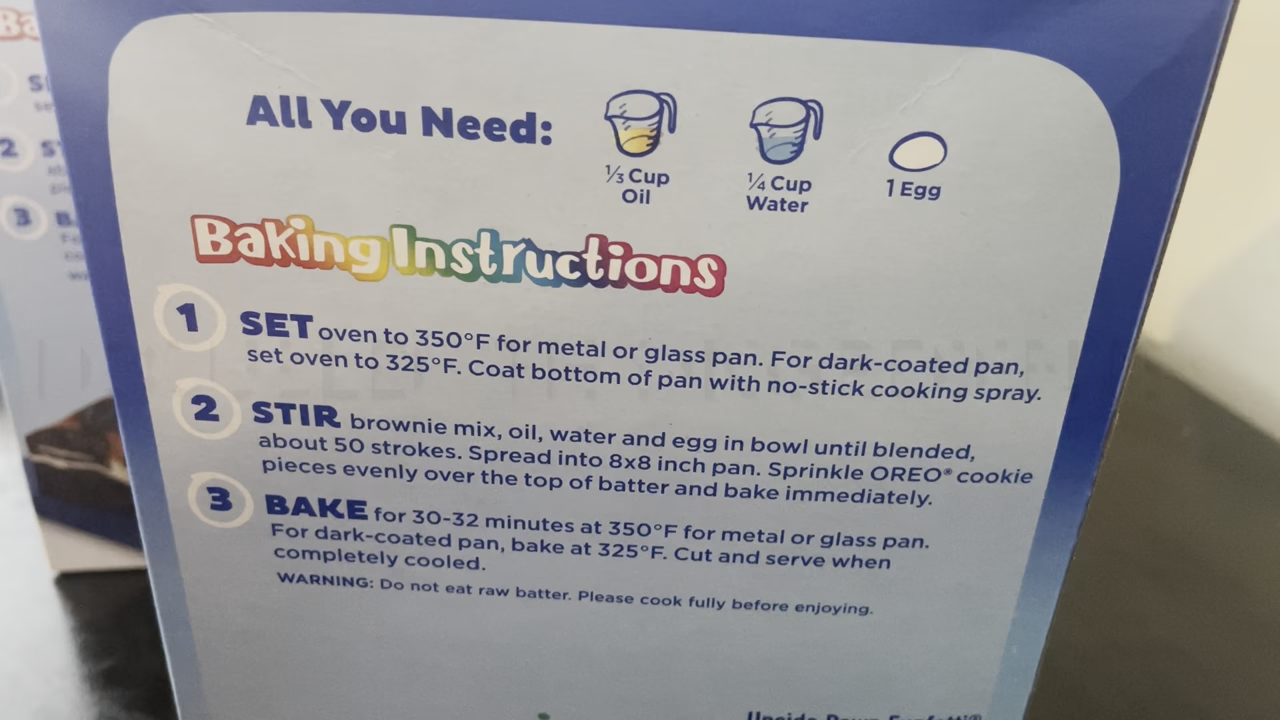 All You Need:
⅓ Cup
Oil
¼ Cup
Water
1 Egg
Baking Instructions
1 SET oven to 350°F for metal or glass pan. For dark-coated pan,
set oven to 325°F. Coat bottom of pan with no-stick cooking spray.
2 STIR brownie mix, oil, water and egg in bowl until blended,
about 50 strokes. Spread into 8x8 inch pan. Sprinkle OREO® cookie
pieces evenly over the top of batter and bake immediately.
3 BAKE for 30-32 minutes at 350°F for metal or glass pan.
For dark-coated pan, bake at 325°F. Cut and serve when
completely cooled.
WARNING: Do not eat raw batter. Please cook fully before enjoying.